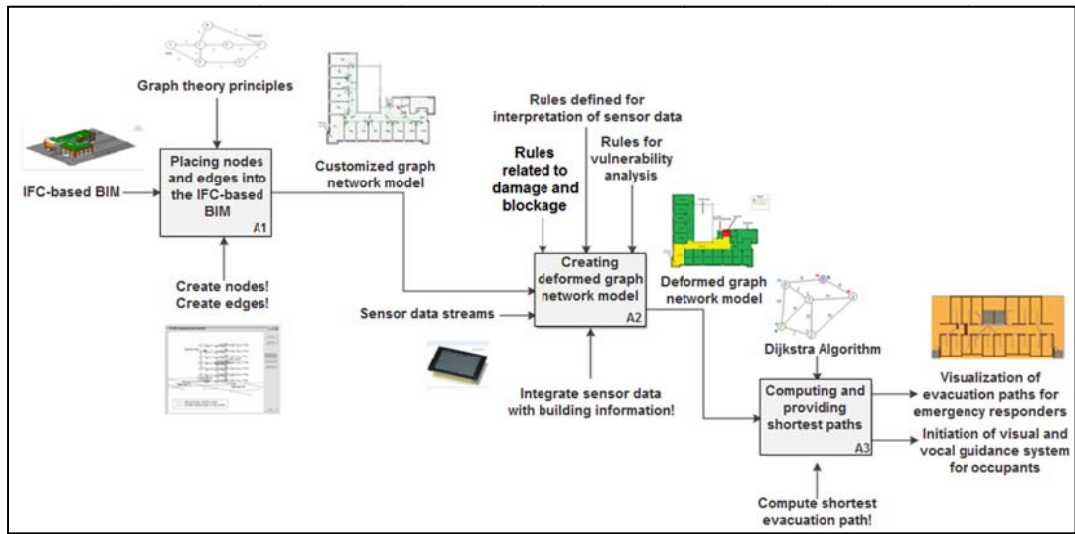 Graph theory principles
IFC-based BIM
Placing nodes
and edges into
the IFC-based
BIM
A1
Create nodes!
Create edges!
Customized graph
network model
Rules defined for
interpretation of sensor data
Rules
related to
damage and
blockage
Rules for
vulnerability
analysis
Sensor data streams
Creating
deformed graph
network model
A2
Integrate sensor data
with building information!
Deformed graph
network model
Dijkstra Algorithm
Computing and
providing
shortest paths
A3
Compute shortest
evacuation path!
Visualization of
evacuation paths for
emergency responders
Initiation of visual and
vocal guidance system
for occupants